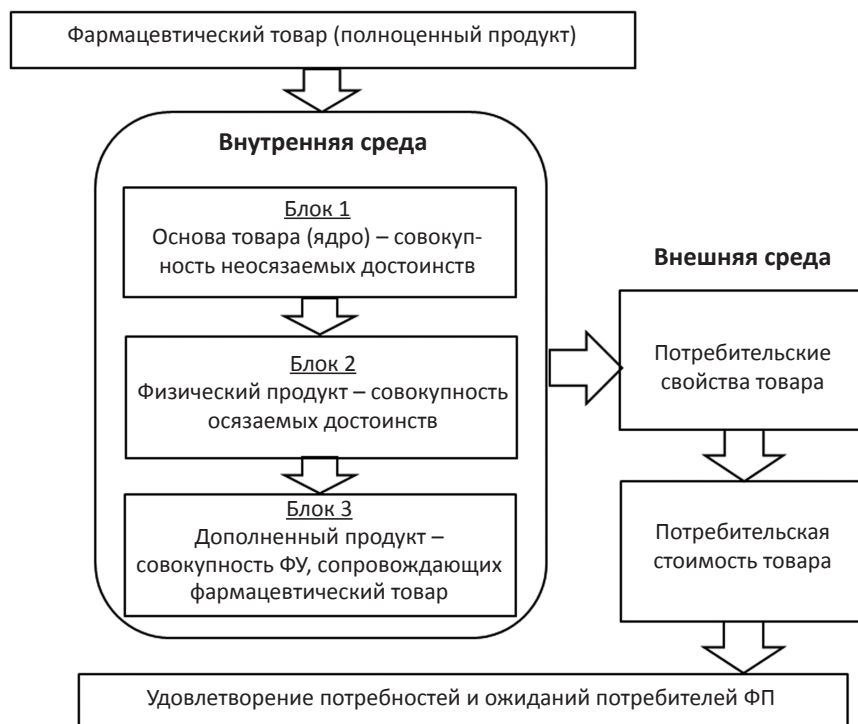 Фармацевтический товар (полноценный продукт)
Внутренняя среда
Блок 1
Основа товара (ядро) – совокуп-
ность неосязаемых достоинств
Блок 2
Физический продукт – совокупность
осязаемых достоинств
Блок 3
Дополненный продукт –
совокупность ФУ, сопровождающих
фармацевтический товар
Внешняя среда
Потребительские
свойства товара
Потребительская
стоимость товара
Удовлетворение потребностей и ожиданий потребителей ФП